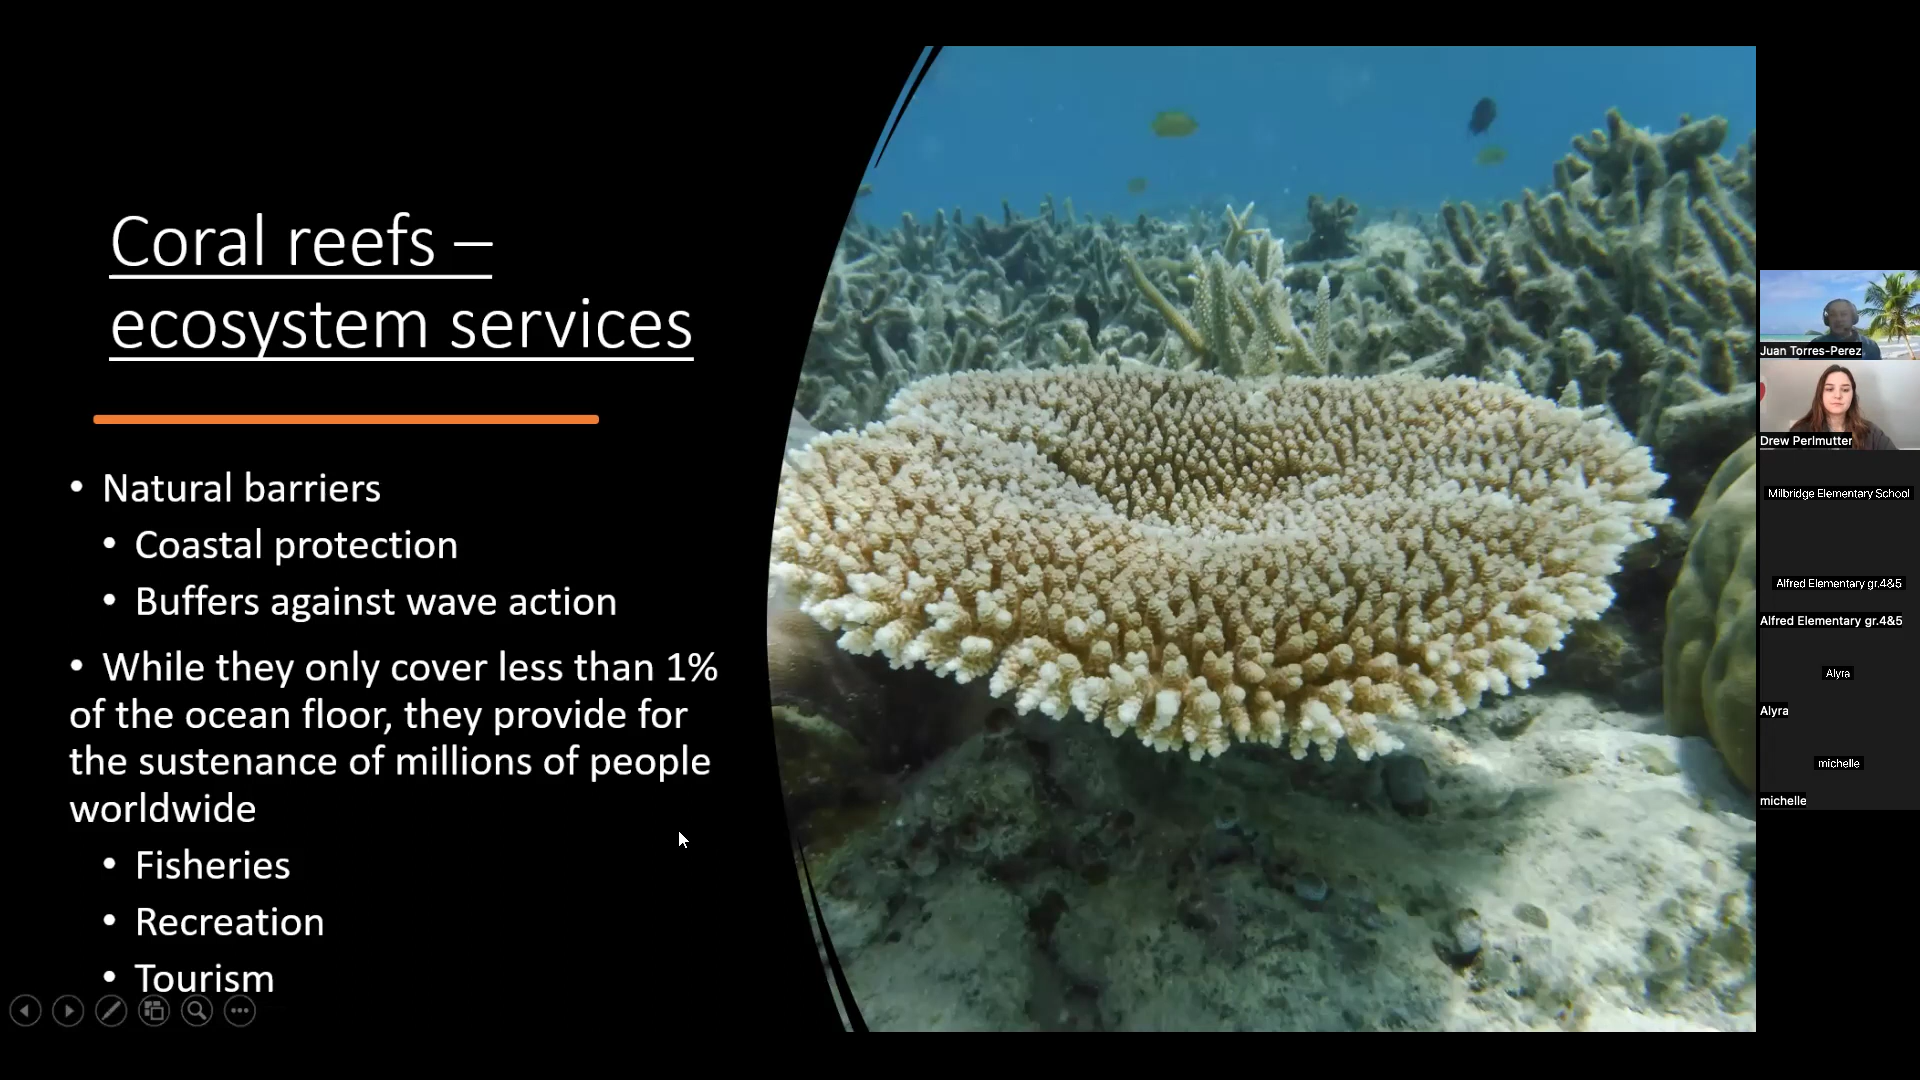 Coral reefs –
ecosystem services
• Natural barriers
• Coastal protection
• Buffers against wave action
• While they only cover less than 1%
of the ocean floor, they provide for
the sustenance of millions of people
worldwide
• Fisheries
• Recreation
• Tourism
Juan Torres-Perez
Drew Perlmutter
Milbridge Elementary School
Alfred Elementary gr.4&5
Alfred Elementary gr.4&5
Alyra
Alyra
michelle
michelle